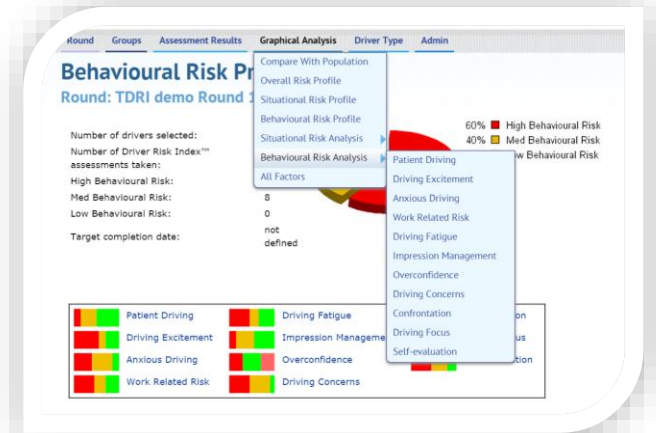 Round Groups Assessment Results Graphical Analysis Driver Type Admin
Behavioural Risk
Round: TDRI demo Round 1
Compare With Population
Overall Risk Profile
Situational Risk Profile
Behavioural Risk Profile
Situational Risk Analysis
Behavioural Risk Analysis
All Factors
Patient Driving
Driving Excitement
Anxious Driving
Work Related Risk
Driving Fatigue
Impression Management
Overconfidence
Driving Concerns
Confrontation
Driving Focus
Self-evaluation
60% High Behavioural Risk
40% Med Behavioural Risk
Behavioural Risk
Number of drivers selected:
Number of Driver Risk Index™
assessments taken:
High Behavioural Risk:
Med Behavioural Risk: 8
Low Behavioural Risk: 0
Target completion date: not
defined
Patient Driving Driving Fatigue
Driving Excitement Impression
Anxious Driving Overconfidence
Work Related Risk Driving Concerns